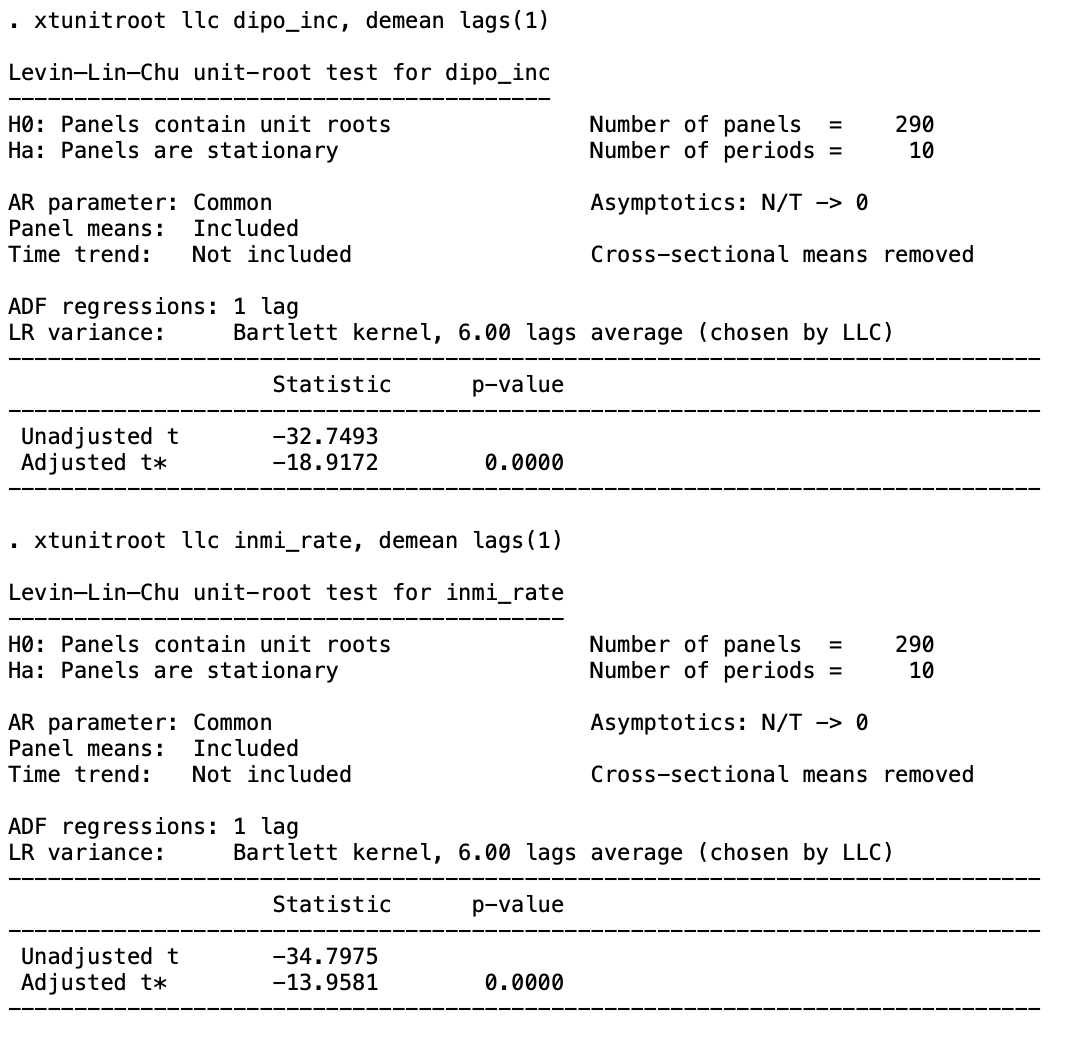 . xtunitroot llc dipo_inc, demean lags(1)
Levin–Lin–Chu unit-root test for dipo_inc
-----------------------------------------
H0: Panels contain unit roots               Number of panels  =    290
Ha: Panels are stationary                   Number of periods =     10
AR parameter: Common                        Asymptotics: N/T -> 0
Panel means:  Included
Time trend:   Not included                  Cross-sectional means removed
ADF regressions: 1 lag
LR variance:     Bartlett kernel, 6.00 lags average (chosen by LLC)
------------------------------------------------------------------------------
                    Statistic      p-value
------------------------------------------------------------------------------
 Unadjusted t       -32.7493
 Adjusted t*        -18.9172        0.0000
------------------------------------------------------------------------------
. xtunitroot llc inmi_rate, demean lags(1)
Levin–Lin–Chu unit-root test for inmi_rate
------------------------------------------
H0: Panels contain unit roots               Number of panels  =    290
Ha: Panels are stationary                   Number of periods =     10
AR parameter: Common                        Asymptotics: N/T -> 0
Panel means:  Included
Time trend:   Not included                  Cross-sectional means removed
ADF regressions: 1 lag
LR variance:     Bartlett kernel, 6.00 lags average (chosen by LLC)
------------------------------------------------------------------------------
                    Statistic      p-value
------------------------------------------------------------------------------
 Unadjusted t       -34.7975
 Adjusted t*        -13.9581        0.0000
------------------------------------------------------------------------------